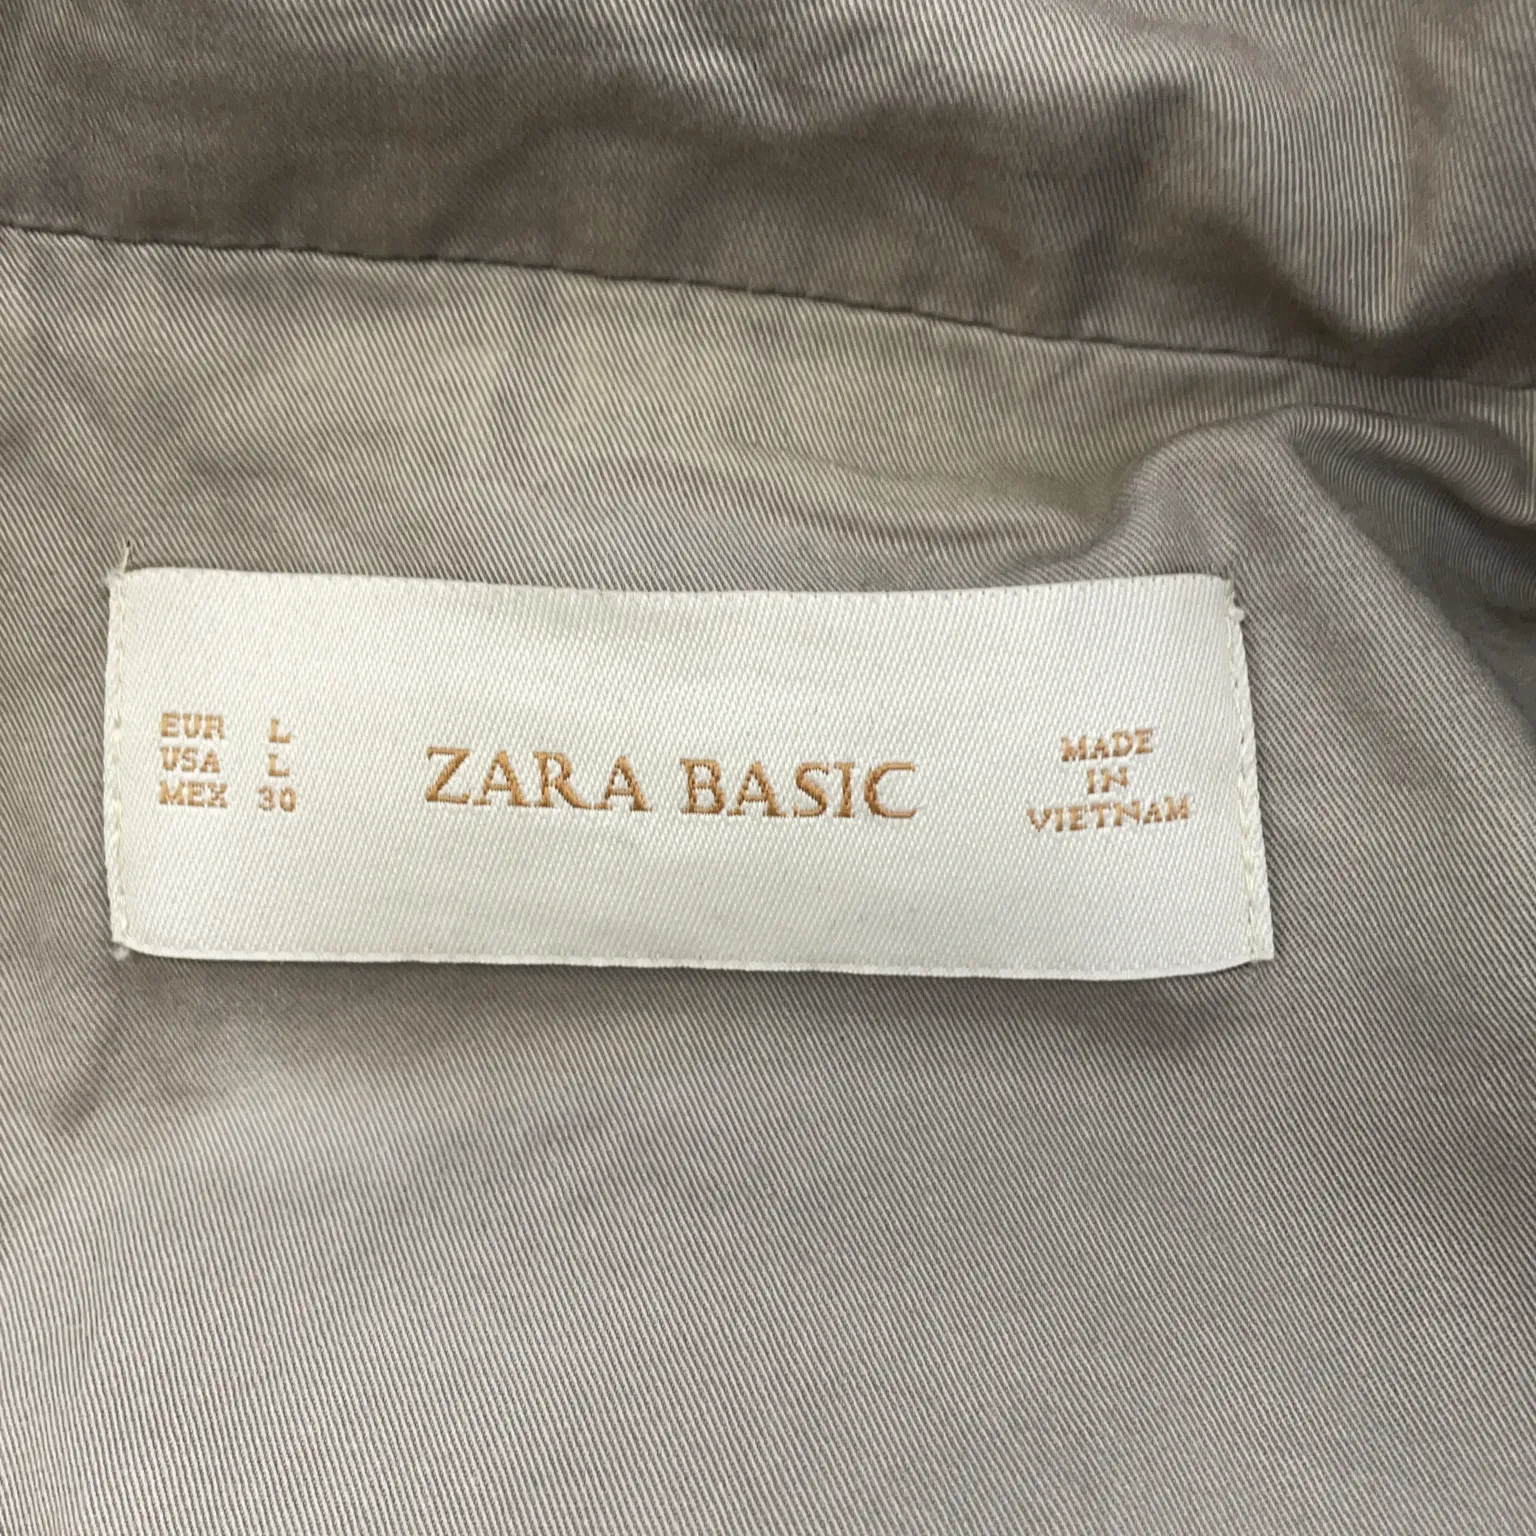 EUR L
USA L
MEX 30
ZARA BASIC
MADE
IN
VIETNAM